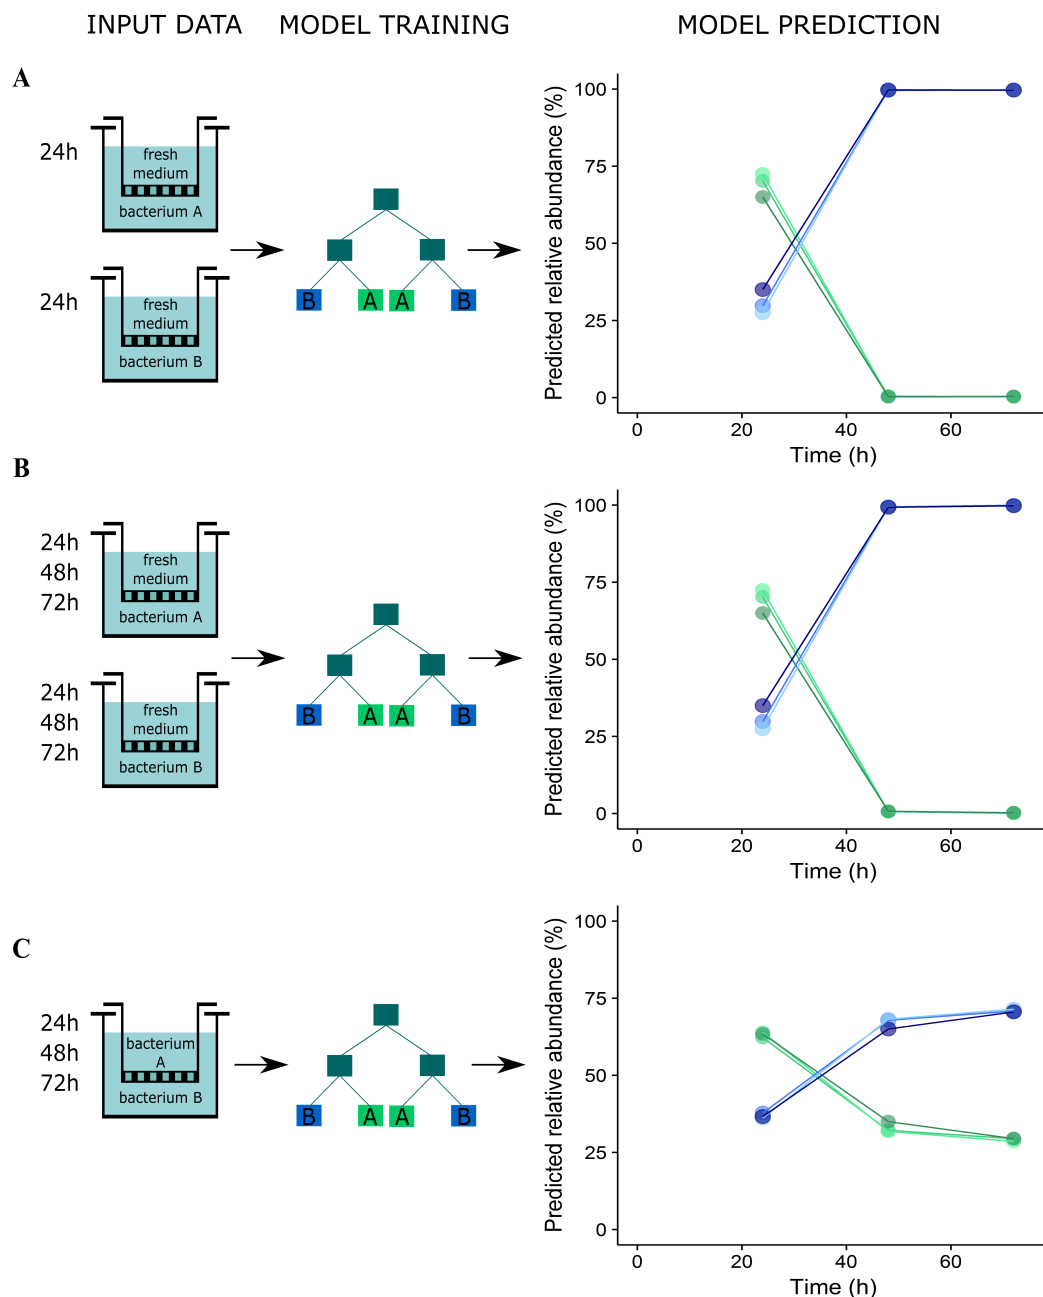 INPUT DATA MODEL TRAINING MODEL PREDICTION
A
24h
fresh
medium
bacterium A
24h
fresh
medium
bacterium B
B A A B
Predicted relative abundance (%)
100
75
50
25
0
0 20 40 60
Time (h)
B
24h
48h
72h
fresh
medium
bacterium A
24h
48h
72h
fresh
medium
bacterium B
B A A B
Predicted relative abundance (%)
100
75
50
25
0
0 20 40 60
Time (h)
C
24h
48h
72h
bacterium
A
bacterium B
B A A B
Predicted relative abundance (%)
100
75
50
25
0
0 20 40 60
Time (h)